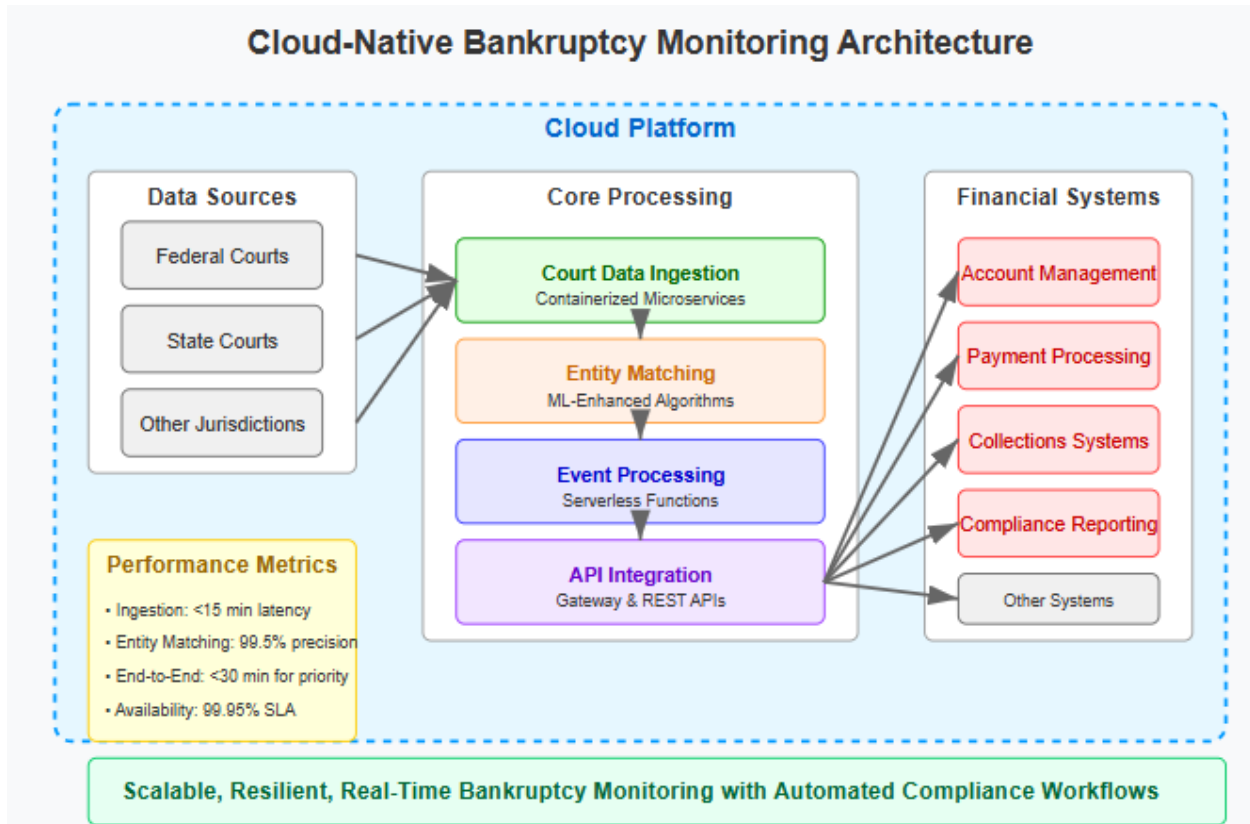 Cloud-Native Bankruptcy Monitoring Architecture
Cloud Platform
Data Sources
Federal Courts
State Courts
Other Jurisdictions
Core Processing
Court Data Ingestion
Containerized Microservices
Entity Matching
ML-Enhanced Algorithms
Event Processing
Serverless Functions
API Integration
Gateway & REST APIs
Financial Systems
Account Management
Payment Processing
Collections Systems
Compliance Reporting
Other Systems
Performance Metrics
• Ingestion: <15 min latency
• Entity Matching: 99.5% precision
• End-to-End: <30 min for priority
• Availability: 99.95% SLA
Scalable, Resilient, Real-Time Bankruptcy Monitoring with Automated Compliance Workflows